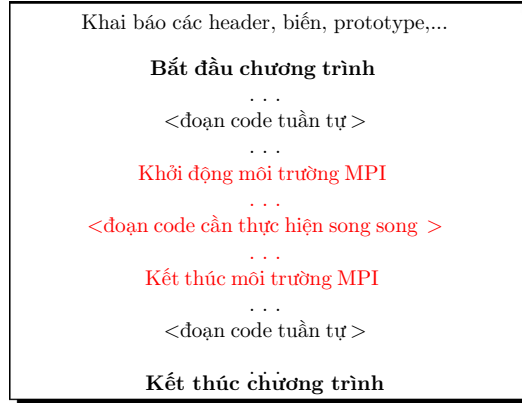 Khai báo các header, biến, prototype,...
Bắt đầu chương trình
. . .
<đoạn code tuần tự >
. . .
Khởi động môi trường MPI
. . .
<đoạn code cần thực hiện song song >
. . .
Kết thúc môi trường MPI
. . .
<đoạn code tuần tự >
. . .
Kết thúc chương trình